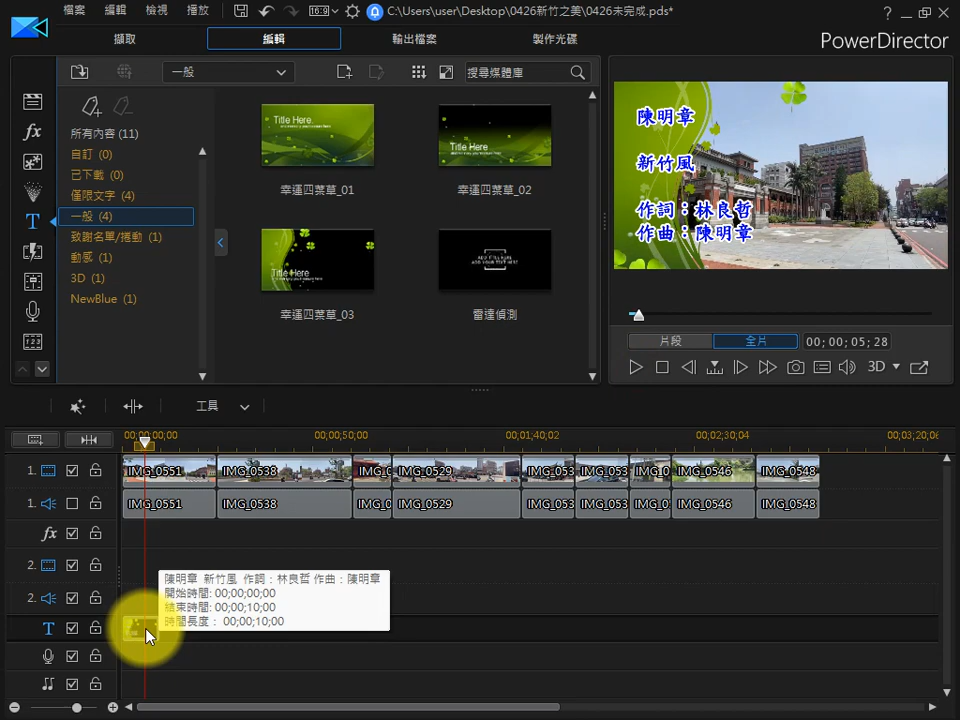 檔案 編輯 檢視 播放 16:9 C:\Users\user\Desktop\0426新竹之美\0426未完成.pds* ?
擷取 編輯 輸出檔案 製作光碟
PowerDirector
一般 搜尋媒體庫
所有內容 (11)
自訂 (0)
已下載 (0)
僅限文字 (4)
一般 (4)
致謝名單/捲動 (1)
動感 (1)
3D (1)
NewBlue (1)
Title Here.
Title Here
幸運四葉草_01 幸運四葉草_02
Title Here
幸運四葉草_03 雷達偵測
陳明章
新竹風
作詞：林良哲
作曲：陳明章
片段 全片 00;00;05;28
3D
工具
00;00;00;00 00;00;50;00 00;01;40;02 00;02;30;04 00;03;20;06
1. IMG_0551 IMG_0538 IMG_0 IMG_0529 IMG_053 IMG_053 IMG_0 IMG_0546 IMG_0548
1. IMG_0551 IMG_0538 IMG_0 IMG_0529 IMG_053 IMG_053 IMG_0 IMG_0546 IMG_0548
fx
2.
2.
T
陳明章 新竹風 作詞：林良哲 作曲：陳明章
開始時間: 00;00;00;00
結束時間: 00;00;10;00
時間長度： 00;00;10;00